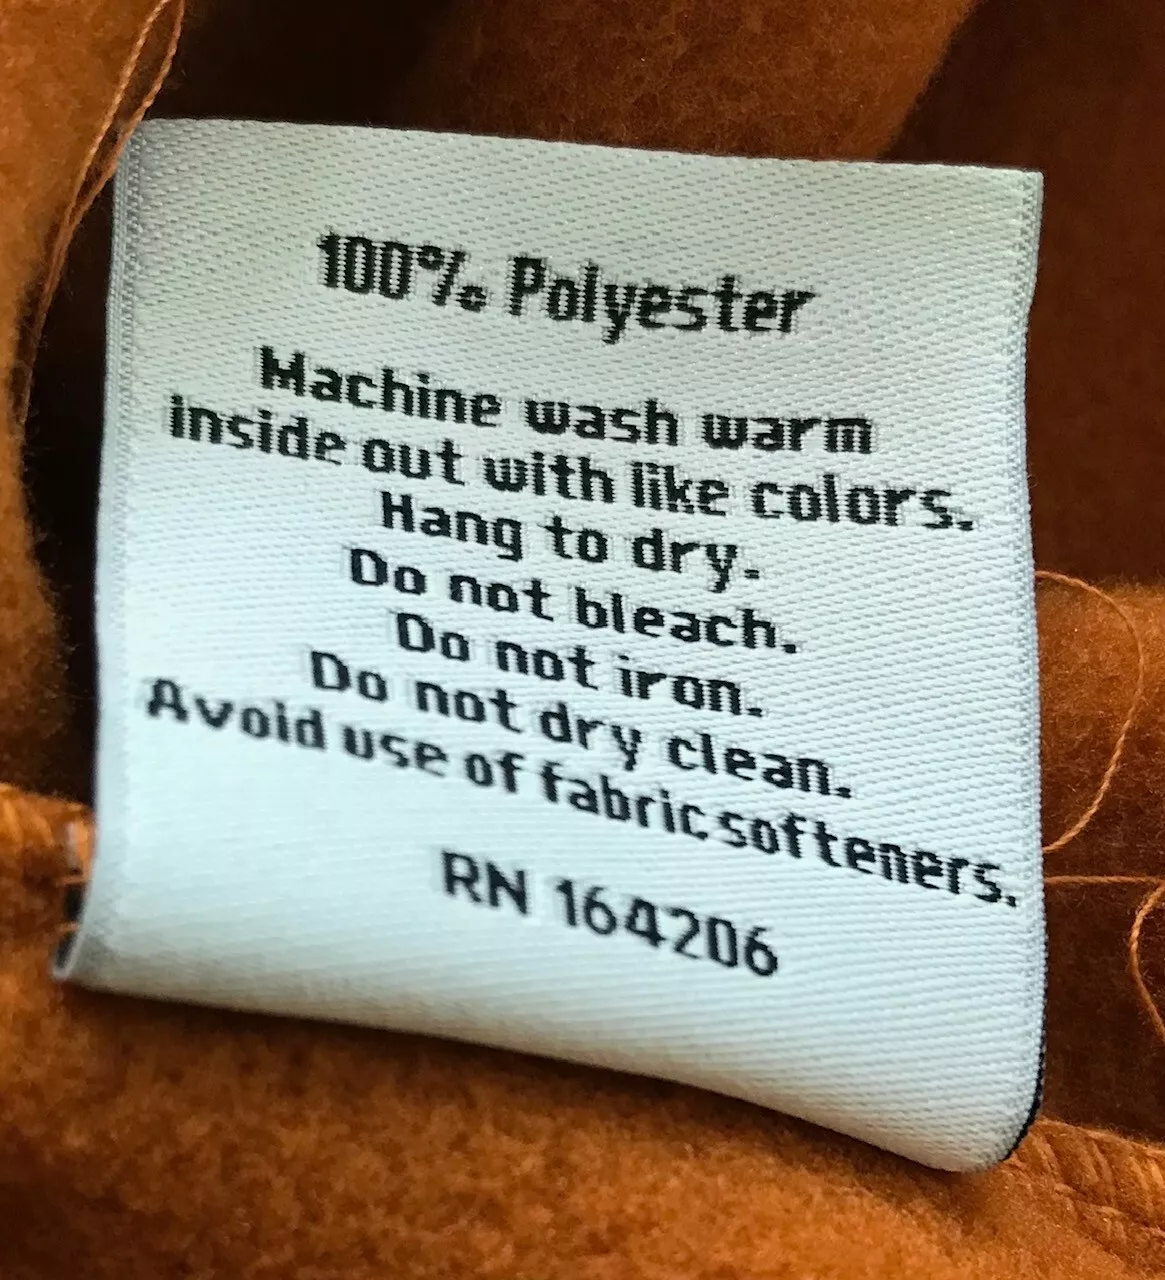 100% Polyester
Machine wash warm
inside out with like colors.
Hang to dry.
Do not bleach.
Do not iron.
Do not dry clean.
Avoid use of fabric softeners.
RN 164206